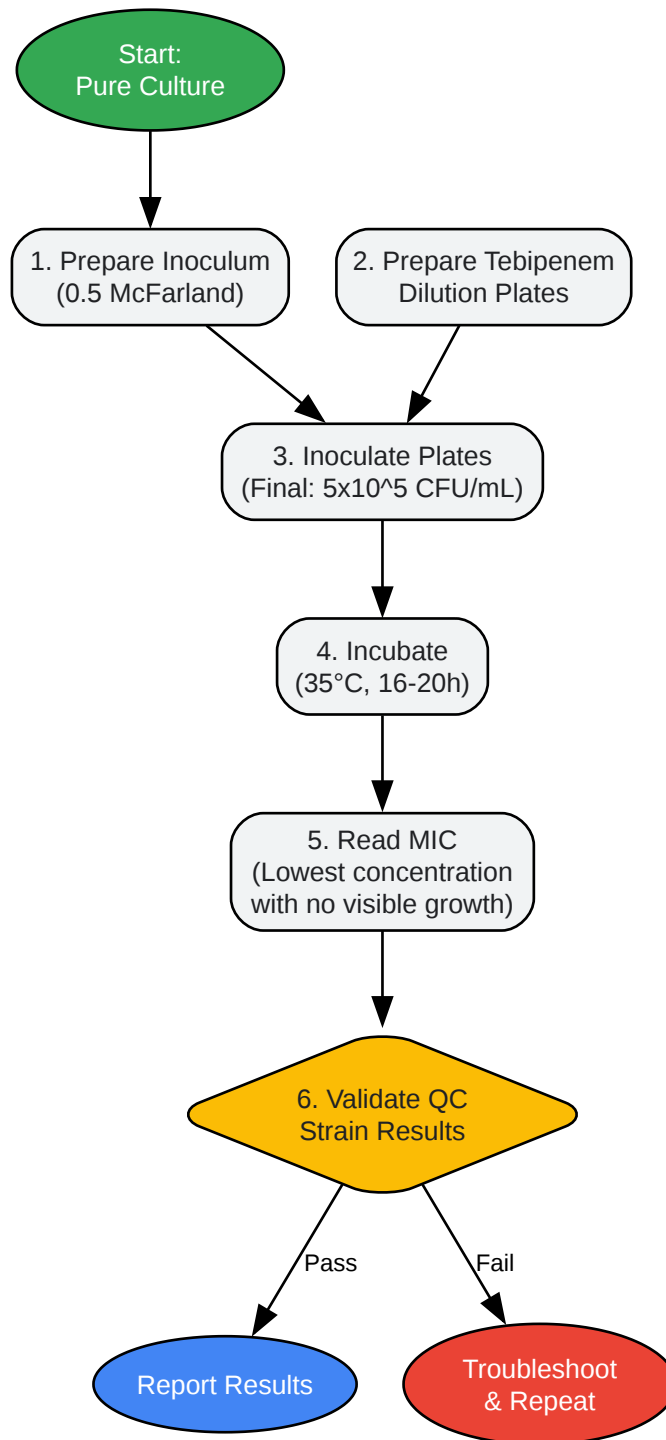 Start:
Pure Culture
1. Prepare Inoculum
(0.5 McFarland)
2. Prepare Tebipenem
Dilution Plates
3. Inoculate Plates
(Final: 5x10^5 CFU/mL)
4. Incubate
(35°C, 16-20h)
5. Read MIC
(Lowest concentration
with no visible growth)
6. Validate QC
Strain Results
Pass
Fail
Report Results
Troubleshoot
& Repeat